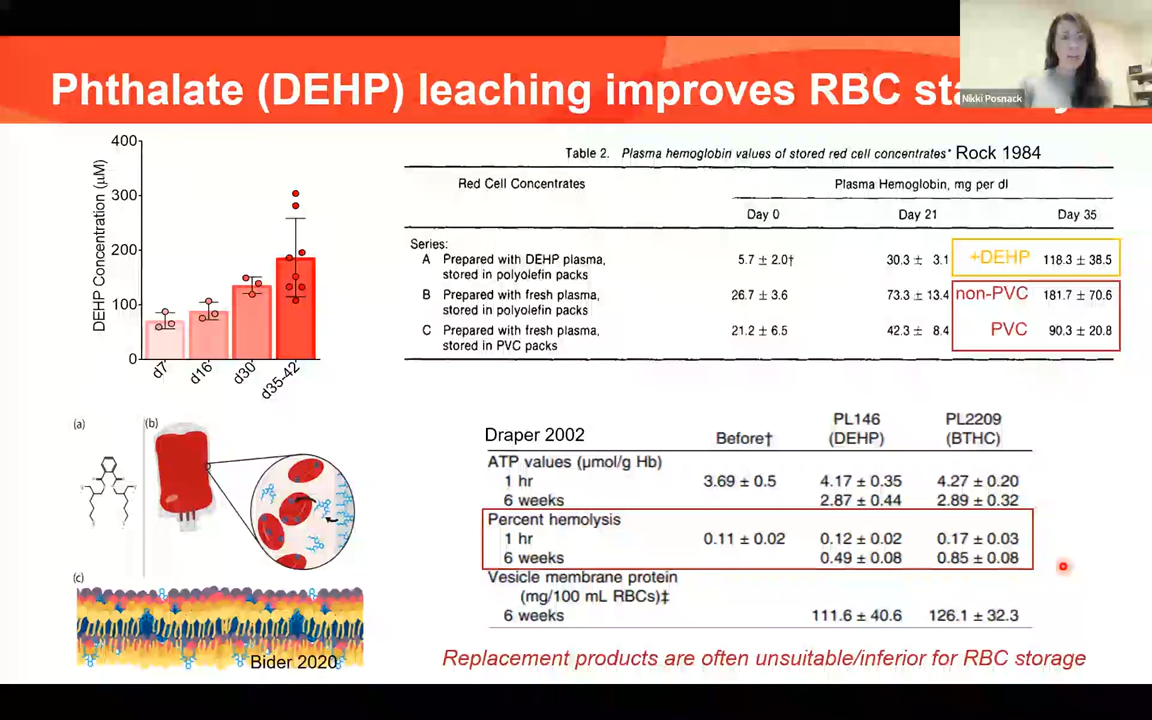 Phthalate (DEHP) leaching improves RBC
Nikki Posnack
400
300
200
100
0
DEHP Concentration (µM)
d7
d16
d30
d35-42
Table 2. Plasma hemoglobin values of stored red cell concentrates* Rock 1984
Red Cell Concentrates
Plasma Hemoglobin, mg per dl
Day 0 Day 21 Day 35
Series:
A Prepared with DEHP plasma, 5.7 ± 2.0† 30.3 ± 3.1 +DEHP 118.3 ± 38.5
stored in polyolefin packs
B Prepared with fresh plasma, 26.7 ± 3.6 73.3 ± 13.4 non-PVC 181.7 ± 70.6
stored in polyolefin packs
C Prepared with fresh plasma, 21.2 ± 6.5 42.3 ± 8.4 PVC 90.3 ± 20.8
stored in PVC packs
(a)
(b)
(c)
Bider 2020
Draper 2002
Before† PL146 (DEHP) PL2209 (BTHC)
ATP values (µmol/g Hb)
1 hr 3.69 ± 0.5 4.17 ± 0.35 4.27 ± 0.20
6 weeks 2.87 ± 0.44 2.89 ± 0.32
Percent hemolysis
1 hr 0.11 ± 0.02 0.12 ± 0.02 0.17 ± 0.03
6 weeks 0.49 ± 0.08 0.85 ± 0.08
Vesicle membrane protein
(mg/100 mL RBCs)‡
6 weeks 111.6 ± 40.6 126.1 ± 32.3
Replacement products are often unsuitable/inferior for RBC storage